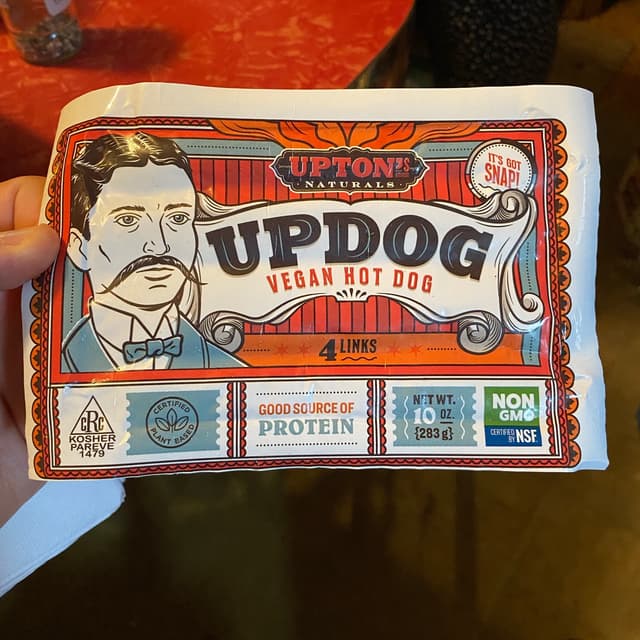 UPTON'S
NATURALS
IT'S GOT
SNAP!
UPDOG
VEGAN HOT DOG
4 LINKS
cRc
KOSHER
PAREVE
1479
CERTIFIED
PLANT BASED
GOOD SOURCE OF
PROTEIN
NET WT.
10 OZ.
{283g}
NON
GMO
CERTIFIED
BY NSF